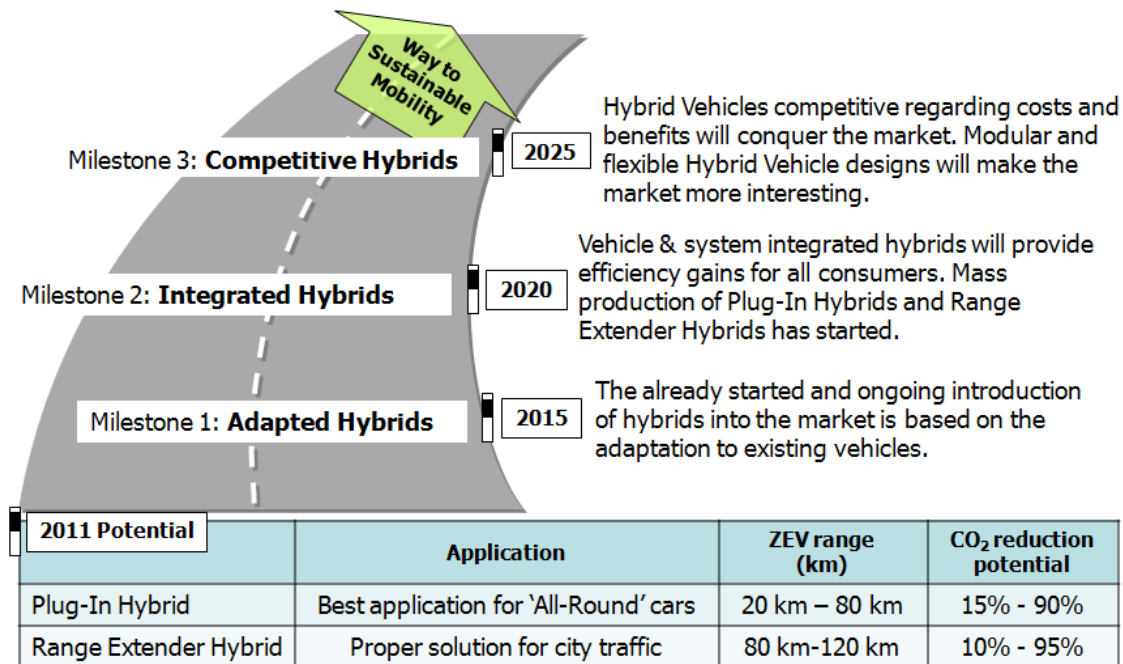 Way to
Sustainable
Mobility
Milestone 3: Competitive Hybrids
2025
Hybrid Vehicles competitive regarding costs and
benefits will conquer the market. Modular and
flexible Hybrid Vehicle designs will make the
market more interesting.
Milestone 2: Integrated Hybrids
2020
Vehicle & system integrated hybrids will provide
efficiency gains for all consumers. Mass
production of Plug-In Hybrids and Range
Extender Hybrids has started.
Milestone 1: Adapted Hybrids
2015
The already started and ongoing introduction
of hybrids into the market is based on the
adaptation to existing vehicles.
2011 Potential
Application
ZEV range
(km)
CO₂ reduction
potential
Plug-In Hybrid
Best application for ‘All-Round’ cars
20 km – 80 km
15% - 90%
Range Extender Hybrid
Proper solution for city traffic
80 km-120 km
10% - 95%